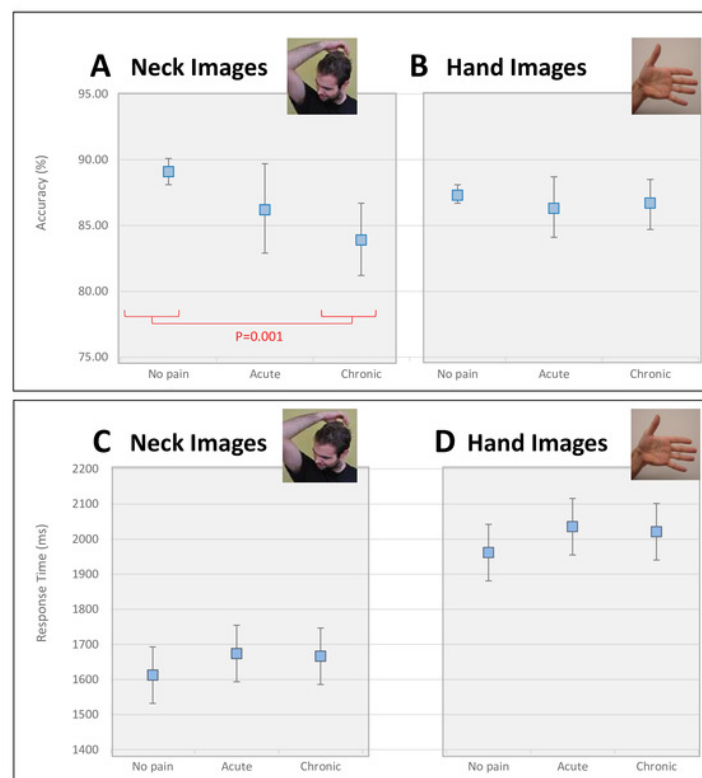 A Neck Images
B Hand Images
95.00
90.00
85.00
80.00
75.00
Accuracy (%)
P=0.001
No pain Acute Chronic
No pain Acute Chronic
C Neck Images
D Hand Images
2200
2100
2000
1900
1800
1700
1600
1500
1400
Response Time (ms)
No pain Acute Chronic
No pain Acute Chronic